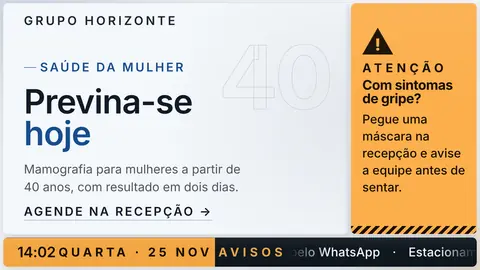 GRUPO HORIZONTE
SAÚDE DA MULHER
40
Previna-se
hoje
Mamografia para mulheres a partir de
40 anos, com resultado em dois dias.
AGENDE NA RECEPÇÃO →
!
ATENÇÃO
Com sintomas
de gripe?
Pegue uma
máscara na
recepção e avise
a equipe antes de
sentar.
14:02 QUARTA · 25 NOV AVISOS WhatsApp ·